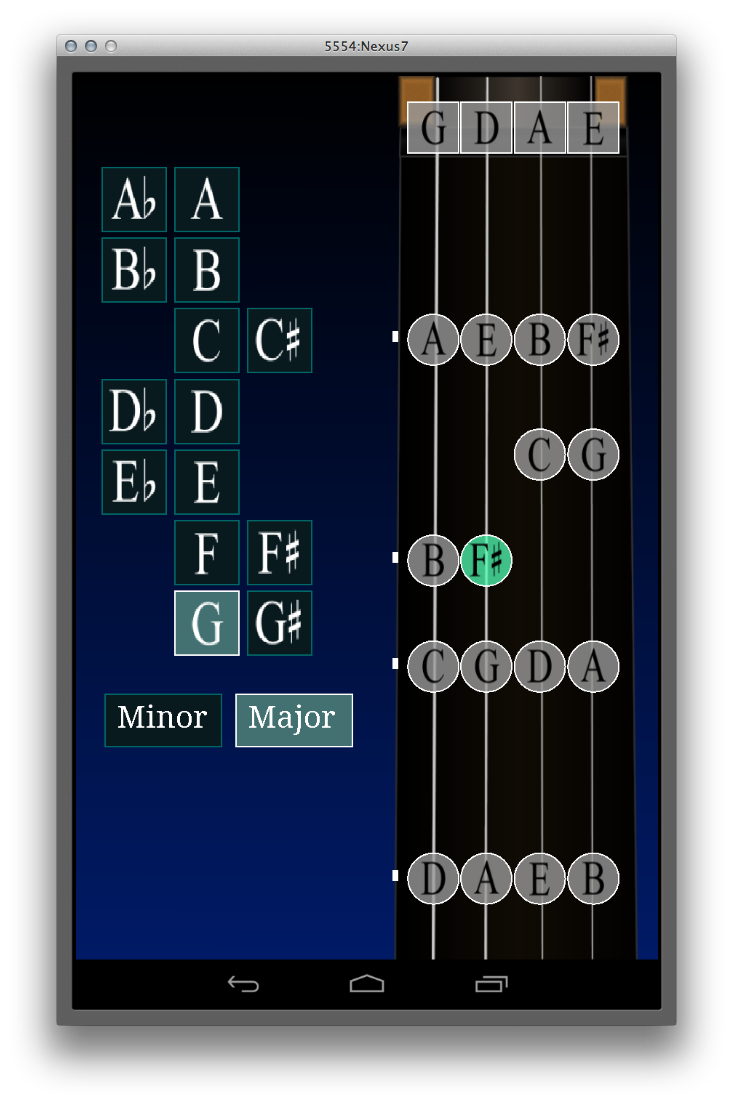 5554:Nexus7
G D A E
A♭ A
B♭ B
C C♯
A E B F♯
D♭ D
C G
E♭ E
F F♯
B F♯
G G♯
C G D A
Minor Major
D A E B